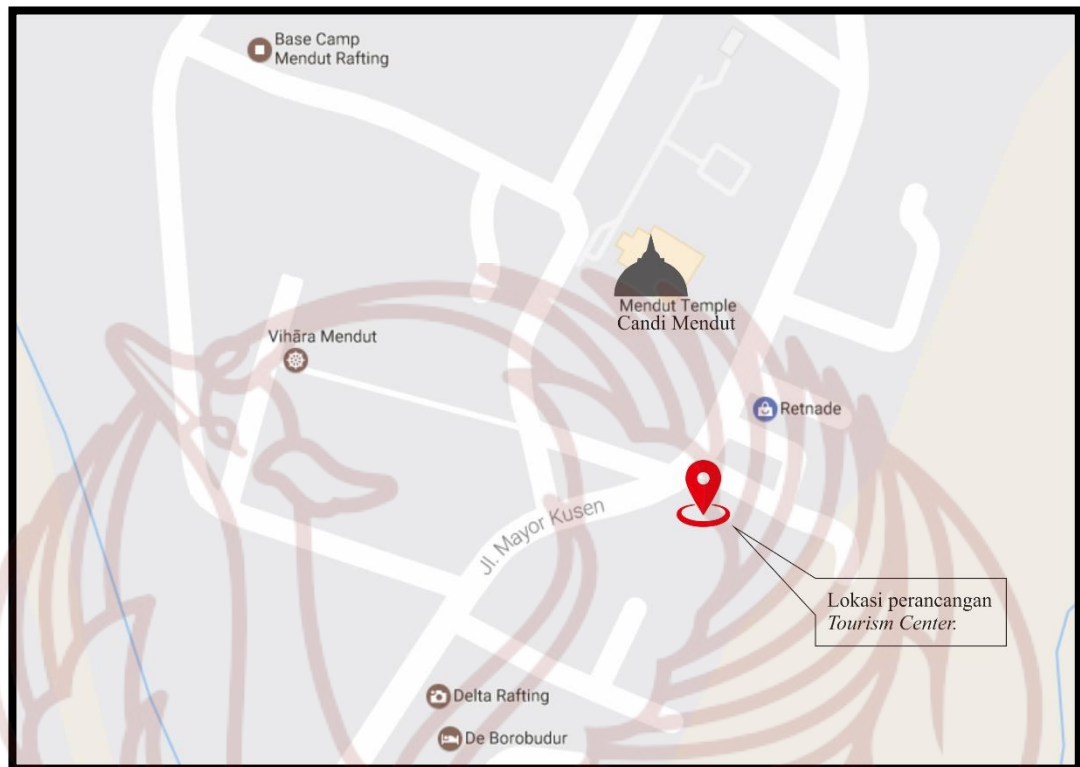 Base Camp
Mendut Rafting
Mendut Temple
Candi Mendut
Vihāra Mendut
Retnade
Jl. Mayor Kusen
Lokasi perancangan
Tourism Center.
Delta Rafting
De Borobudur